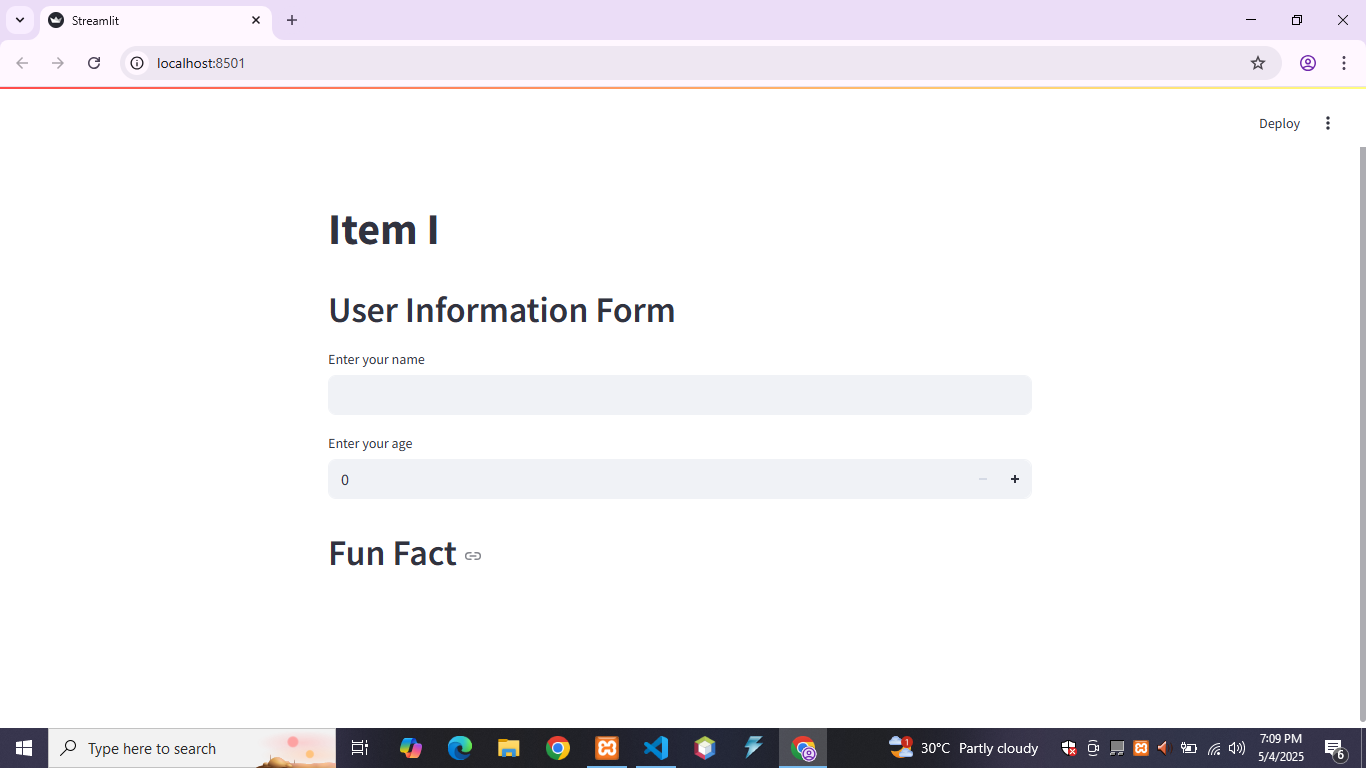 Streamlit
localhost:8501
Deploy
Item I
User Information Form
Enter your name
Enter your age
0
Fun Fact
Type here to search
1
30°C Partly cloudy
7:09 PM
5/4/2025
6